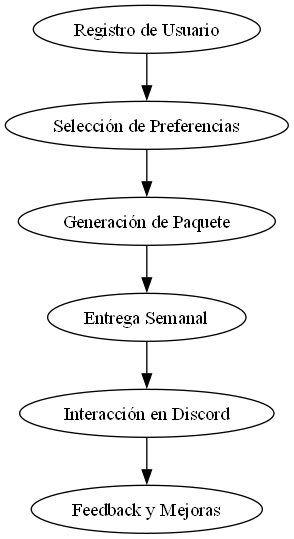 Registro de Usuario
Selección de Preferencias
Generación de Paquete
Entrega Semanal
Interacción en Discord
Feedback y Mejoras